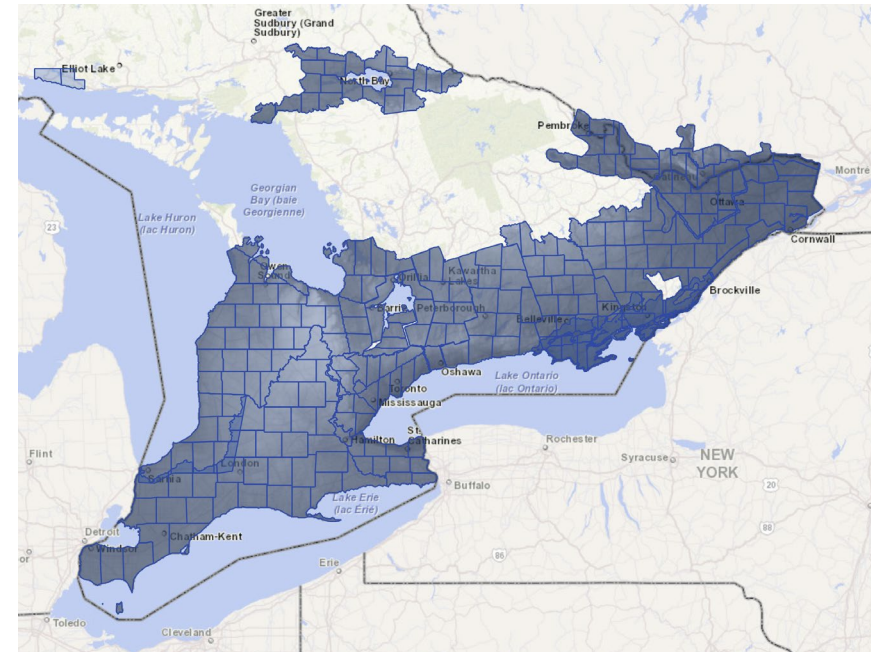 Greater
Sudbury (Grand
Sudbury)
Elliot Lake
North Bay
Pembroke
Montré
Georgian
Bay (baie
Georgienne)
Gatineau
Ottawa
Lake Huron
(lac Huron)
23
Cornwall
Owen
Sound
Orillia
Kawartha
Lakes
Brockville
Barrie
Peterborough
Belleville
Kingston
Oshawa
Lake Ontario
(lac Ontario)
Toronto
Mississauga
St
Catharines
Hamilton
Rochester
Flint
London
Syracuse
NEW
YORK
Sarnia
Buffalo
20
Lake Erie
(lac Érié)
88
Detroit
Chatham-Kent
Windsor
or
86
Erie
Toledo
Cleveland